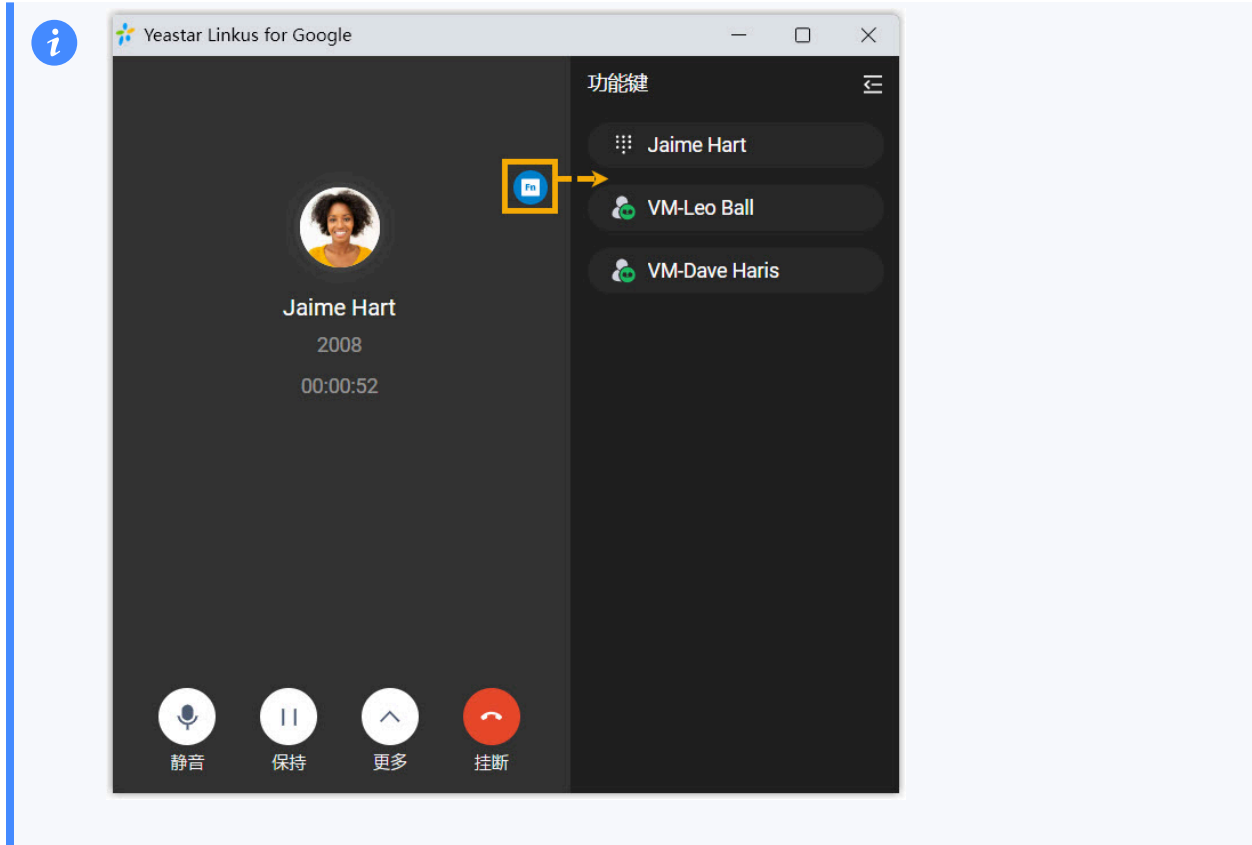 i
Yeastar Linkus for Google
功能键
Jaime Hart
Fn
VM-Leo Ball
VM-Dave Haris
Jaime Hart
2008
00:00:52
静音
保持
更多
挂断